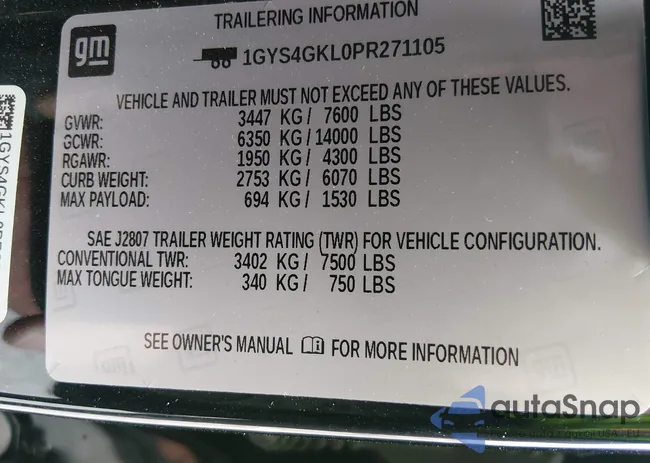 TRAILERING INFORMATION
gm
1GYS4GKL0PR271105
VEHICLE AND TRAILER MUST NOT EXCEED ANY OF THESE VALUES.
GVWR: 3447 KG / 7600 LBS
GCWR: 6350 KG / 14000 LBS
RGAWR: 1950 KG / 4300 LBS
CURB WEIGHT: 2753 KG / 6070 LBS
MAX PAYLOAD: 694 KG / 1530 LBS
SAE J2807 TRAILER WEIGHT RATING (TWR) FOR VEHICLE CONFIGURATION.
CONVENTIONAL TWR: 3402 KG / 7500 LBS
MAX TONGUE WEIGHT: 340 KG / 750 LBS
SEE OWNER'S MANUAL FOR MORE INFORMATION
autoSnap